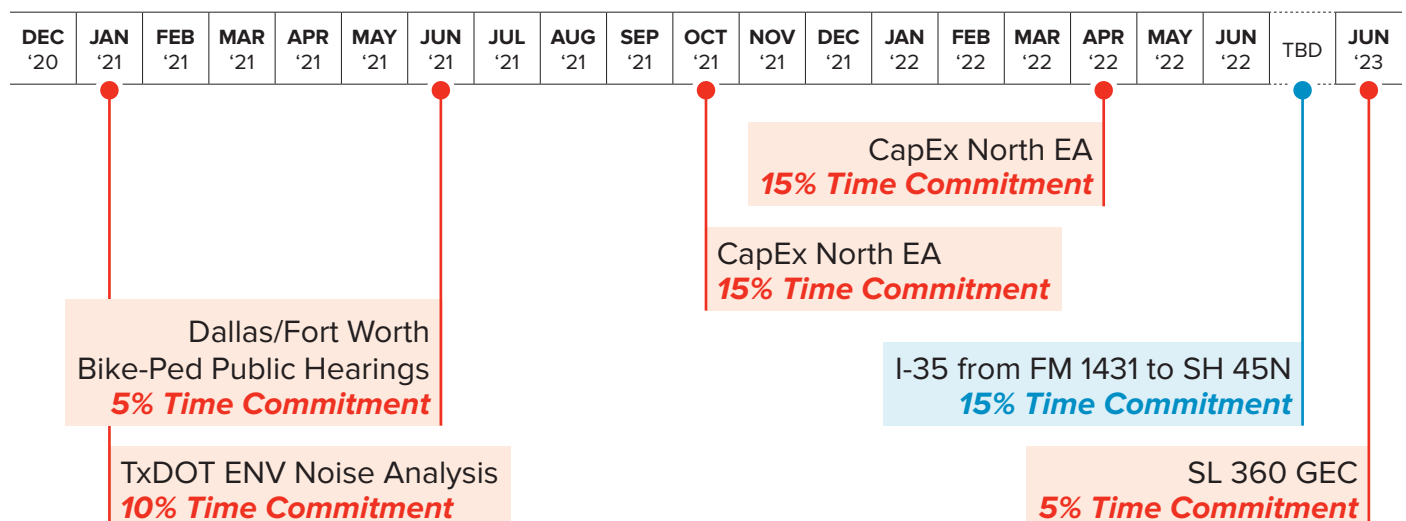 DEC JAN FEB MAR APR MAY JUN JUL AUG SEP OCT NOV DEC JAN FEB MAR APR MAY JUN TBD JUN
‘20 ‘21 ‘21 ‘21 ‘21 ‘21 ‘21 ‘21 ‘21 ‘21 ‘21 ‘21 ‘21 ‘22 ‘22 ‘22 ‘22 ‘22 ‘22 ‘23
CapEx North EA
15% Time Commitment
CapEx North EA
15% Time Commitment
Dallas/Fort Worth
Bike-Ped Public Hearings
5% Time Commitment
I-35 from FM 1431 to SH 45N
15% Time Commitment
TxDOT ENV Noise Analysis
10% Time Commitment
SL 360 GEC
5% Time Commitment